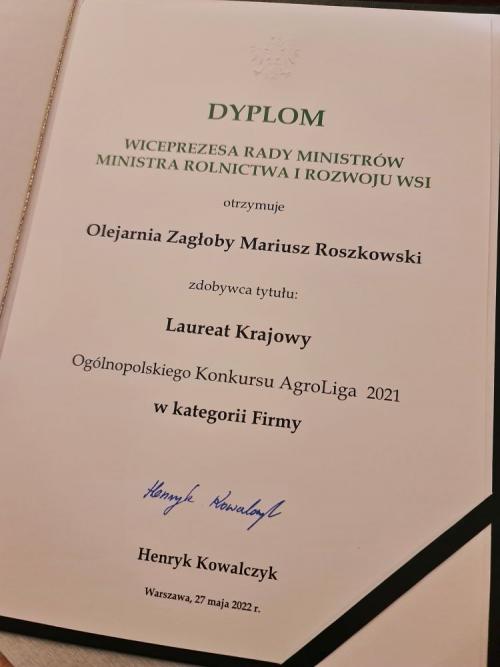 DYPLOM
WICEPREZESA RADY MINISTRÓW
MINISTRA ROLNICTWA I ROZWOJU WSI
otrzymuje
Olejarnia Zagłoby Mariusz Roszkowski
zdobywca tytułu:
Laureat Krajowy
Ogólnopolskiego Konkursu AgroLiga 2021
w kategorii Firmy
Henryk Kowalczyk
Henryk Kowalczyk
Warszawa, 27 maja 2022 r.